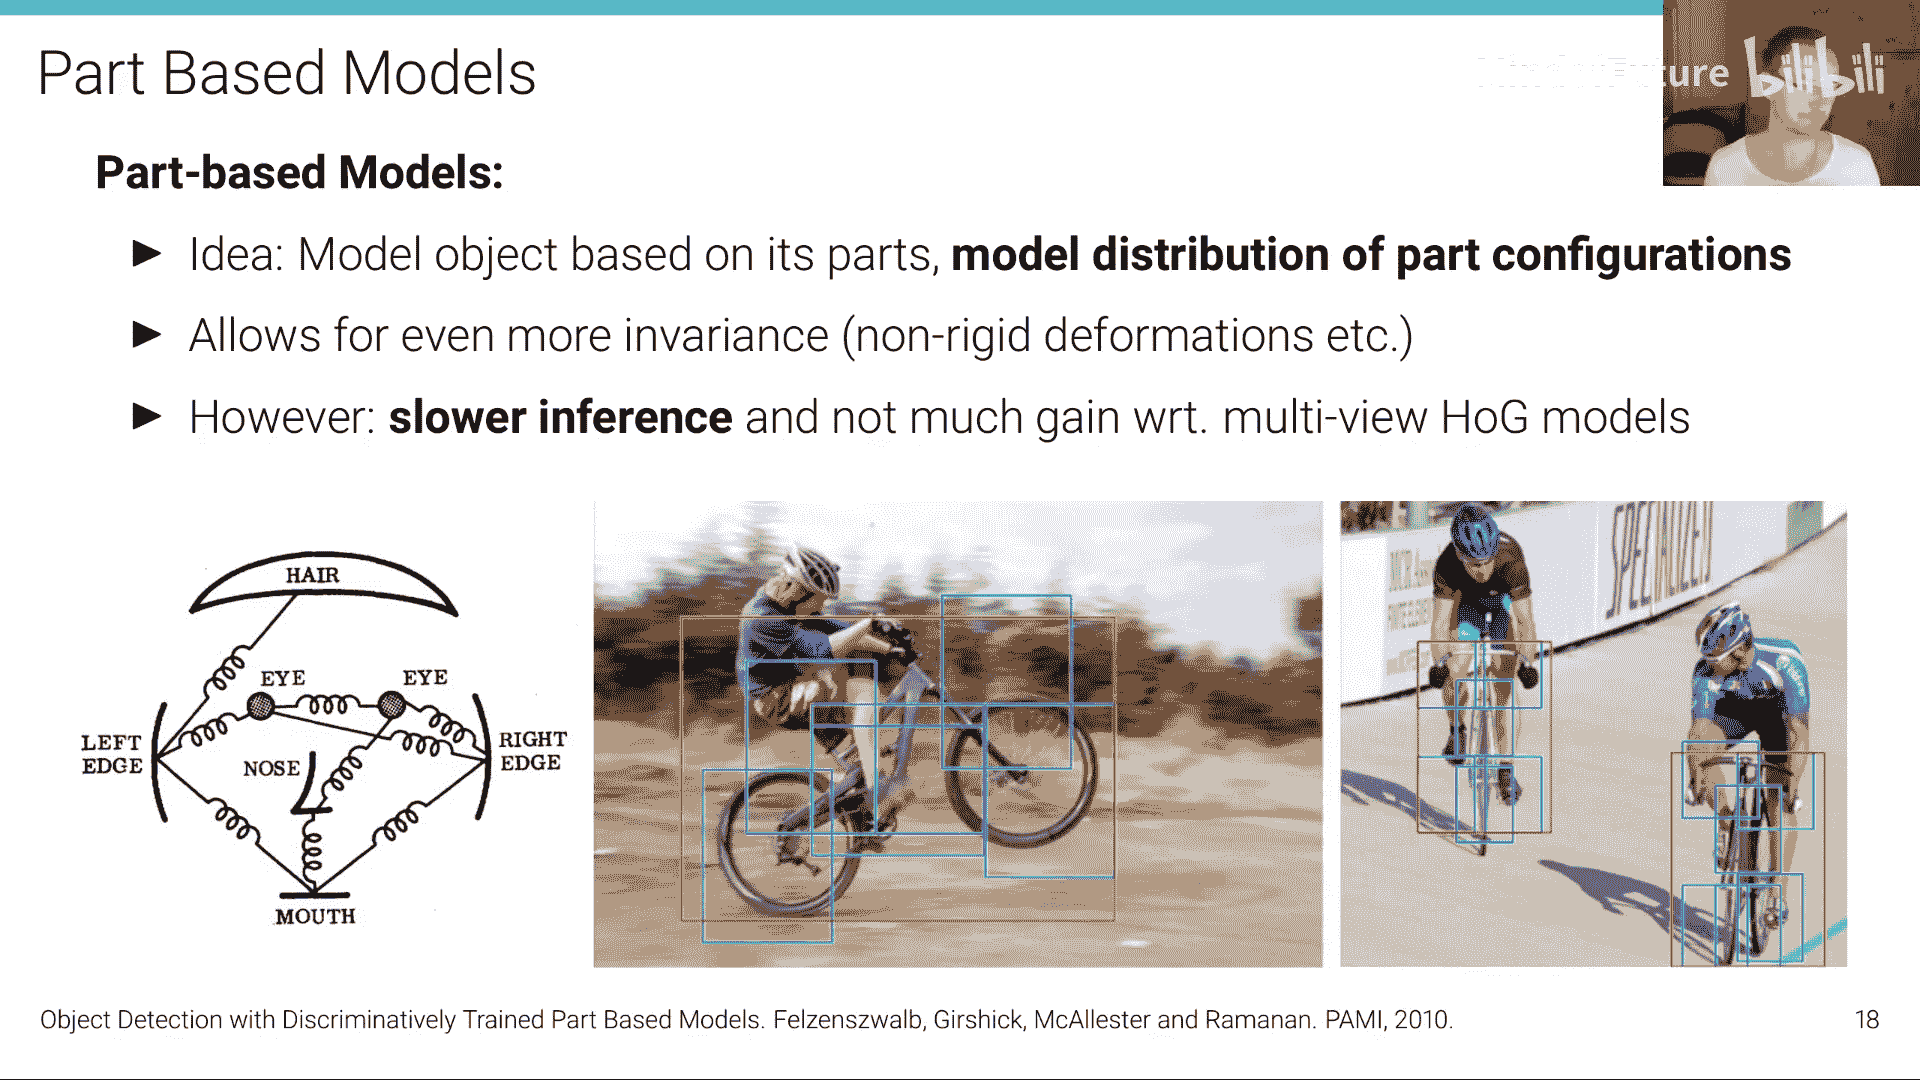 Part Based Models
ture bilibili
Part-based Models:
► Idea: Model object based on its parts, model distribution of part configurations
► Allows for even more invariance (non-rigid deformations etc.)
► However: slower inference and not much gain wrt. multi-view HoG models
HAIR
EYE EYE
LEFT EDGE
NOSE
RIGHT EDGE
MOUTH
SPECIALIZED
Object Detection with Discriminatively Trained Part Based Models. Felzenszwalb, Girshick, McAllester and Ramanan. PAMI, 2010.
18